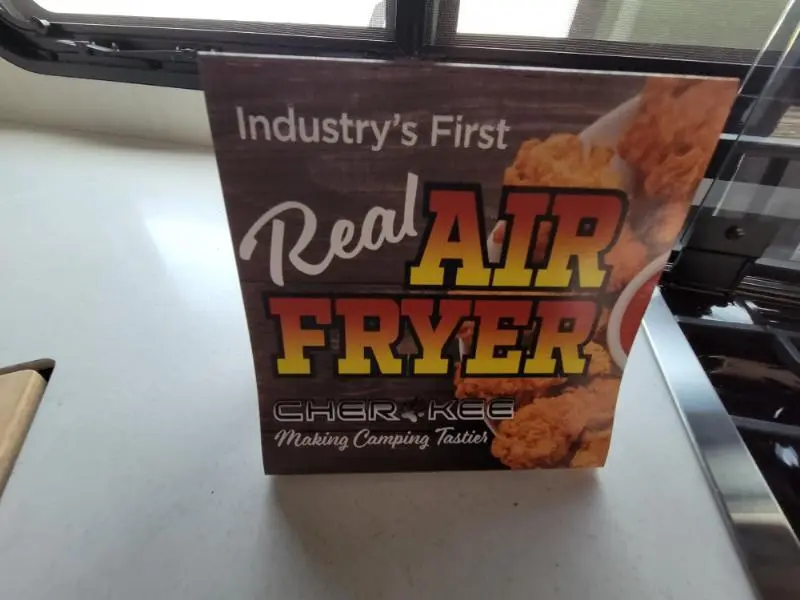 Industry's First
Real AIR
FRYER
CHEROKEE
Making Camping Tastier